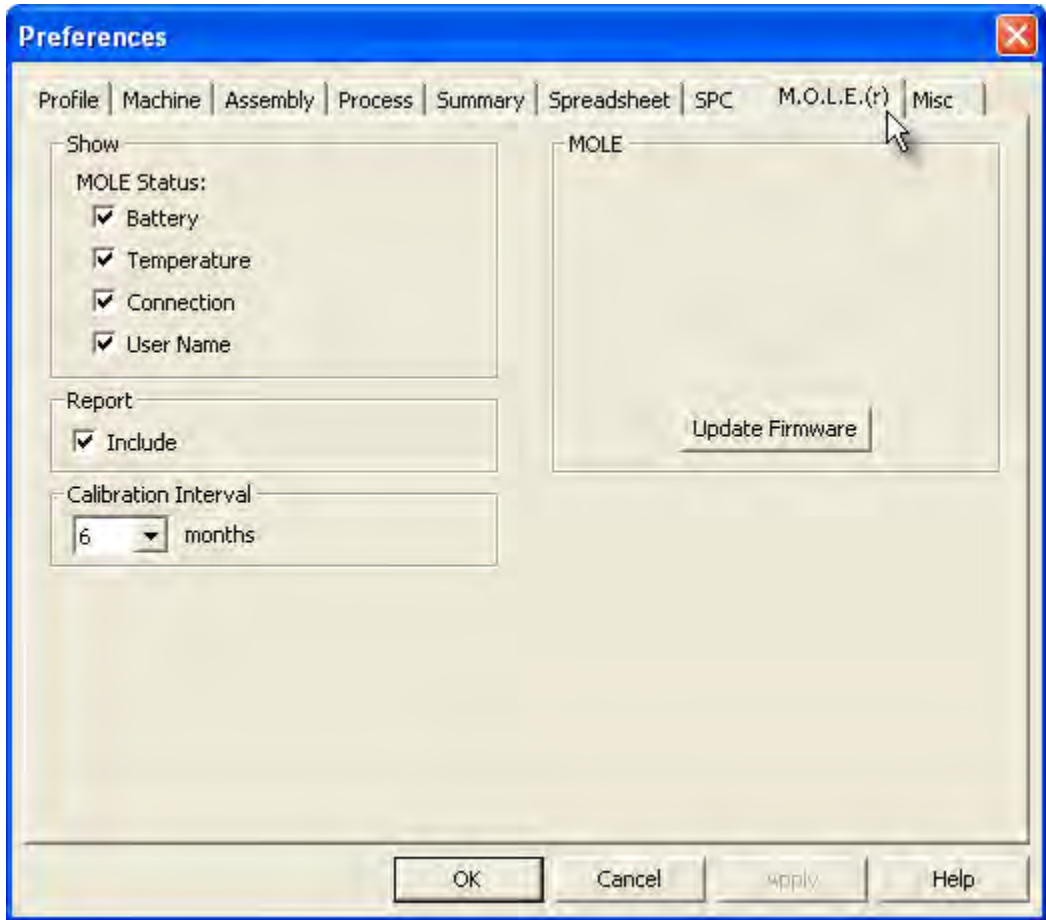 Preferences
Profile Machine Assembly Process Summary Spreadsheet SPC M.O.L.E.(r) Misc
Show
MOLE Status:
Battery
Temperature
Connection
User Name
Report
Include
Calibration Interval
6 months
MOLE
Update Firmware
OK Cancel Apply Help